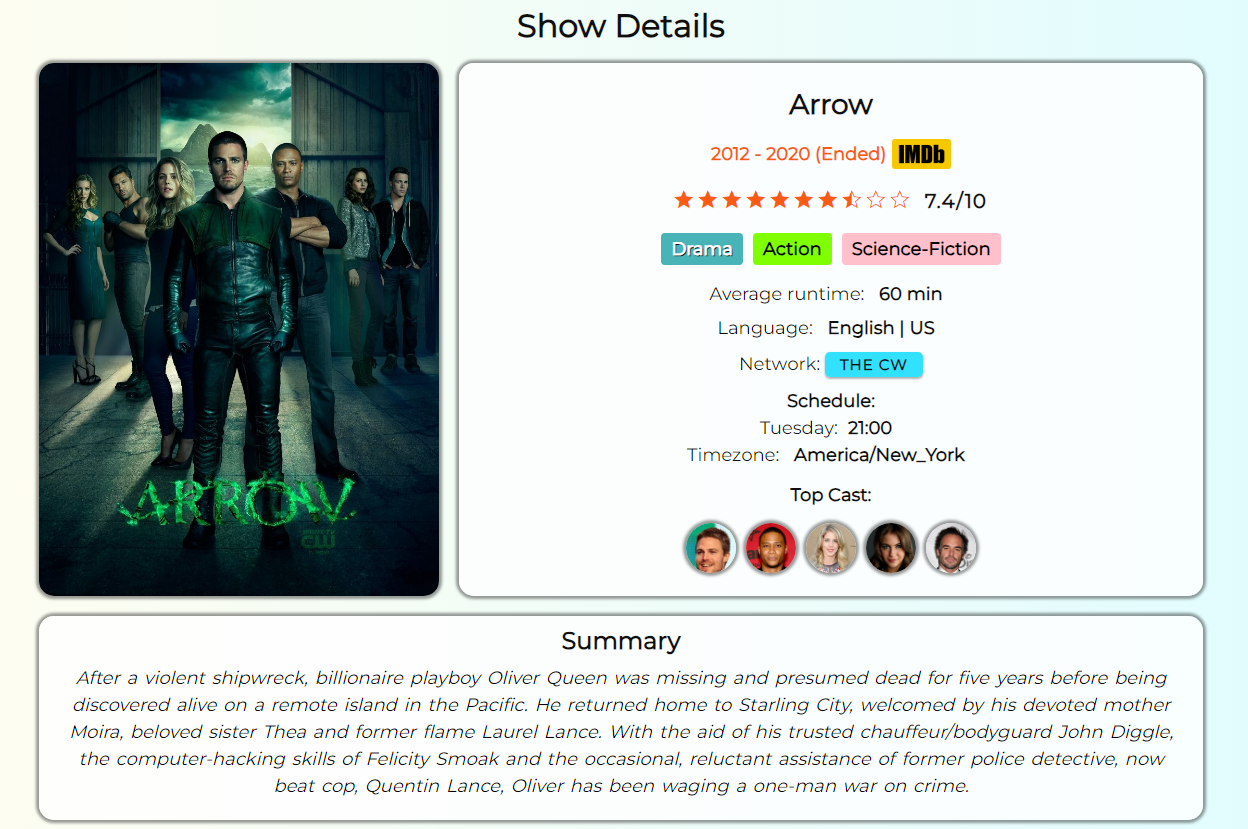 Show Details
ARROW
CW
Arrow
2012 - 2020 (Ended) IMDb
7.4/10
Drama Action Science-Fiction
Average runtime: 60 min
Language: English | US
Network: THE CW
Schedule:
Tuesday: 21:00
Timezone: America/New_York
Top Cast:
Summary
After a violent shipwreck, billionaire playboy Oliver Queen was missing and presumed dead for five years before being
discovered alive on a remote island in the Pacific. He returned home to Starling City, welcomed by his devoted mother
Moira, beloved sister Thea and former flame Laurel Lance. With the aid of his trusted chauffeur/bodyguard John Diggle,
the computer-hacking skills of Felicity Smoak and the occasional, reluctant assistance of former police detective, now
beat cop, Quentin Lance, Oliver has been waging a one-man war on crime.